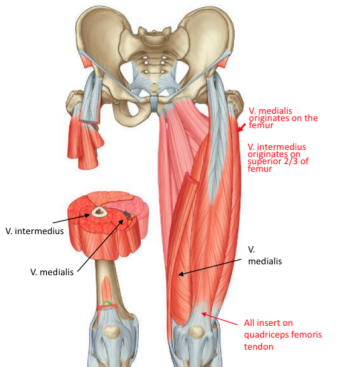 V. medialis
originates on the
femur
V. intermedius
originates on
superior 2/3 of
femur
V. intermedius
V. medialis
V.
medialis
All insert on
quadriceps femoris
tendon